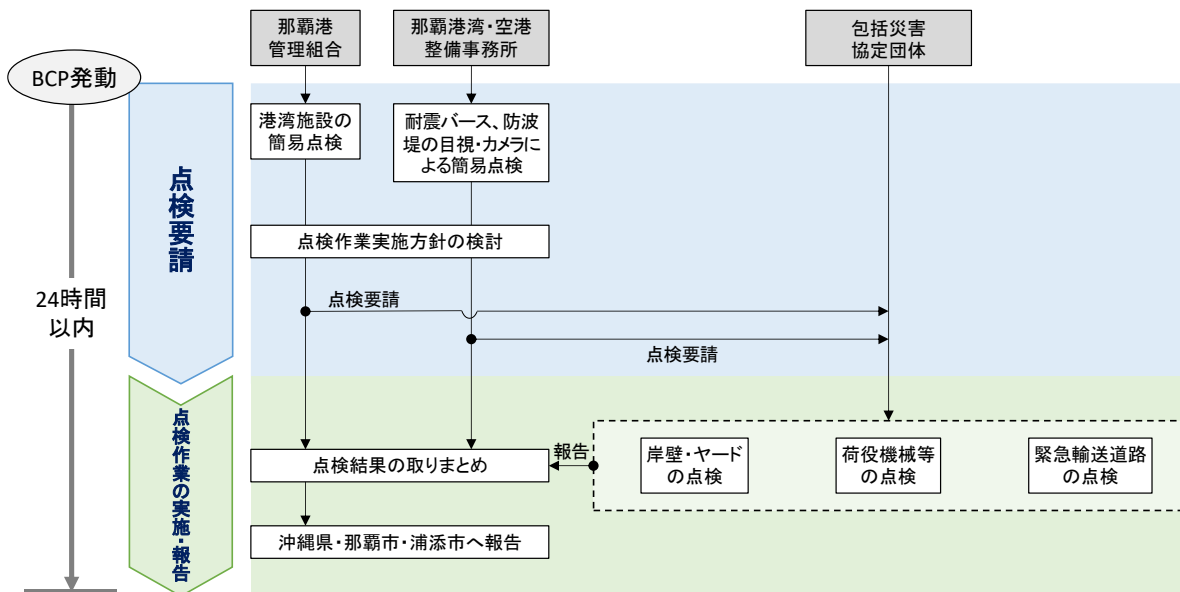 那覇港
管理組合
那覇港湾・空港
整備事務所
包括災害
協定団体
BCP発動
港湾施設の
簡易点検
耐震バース、防波
堤の目視・カメラに
よる簡易点検
点検要請
点検作業実施方針の検討
24時間
以内
点検要請
点検要請
点検作業の実施・報告
点検結果の取りまとめ
報告
岸壁・ヤード
の点検
荷役機械等
の点検
緊急輸送道路
の点検
沖縄県・那覇市・浦添市へ報告